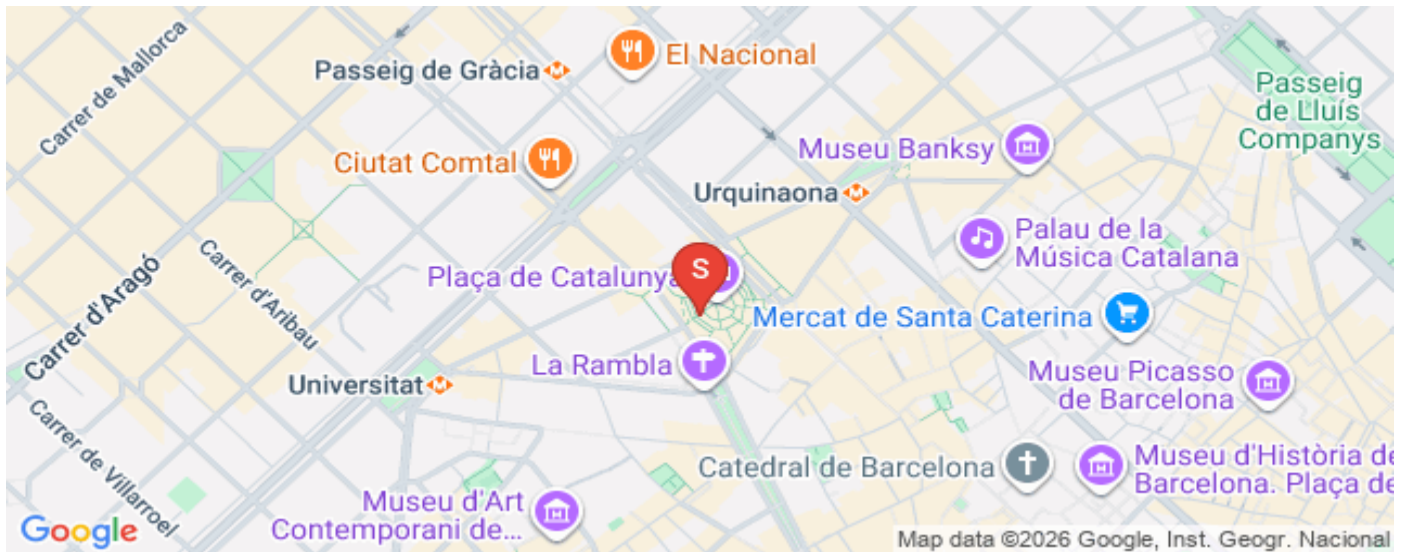 Carrer de Mallorca
Passeig de Gràcia
El Nacional
Passeig
de Lluís
Companys
Ciutat Comtal
Museu Banksy
Urquinaona
Palau de la
Música Catalana
Carrer d'Aragó
Carrer d'Aribau
Plaça de Catalunya
S
Mercat de Santa Caterina
La Rambla
Universitat
Museu Picasso
de Barcelona
Carrer de Villarroel
Catedral de Barcelona
Museu d'Història de
Barcelona. Plaça de
Museu d'Art
Contemporani de...
Google
Map data ©2026 Google, Inst. Geogr. Nacional